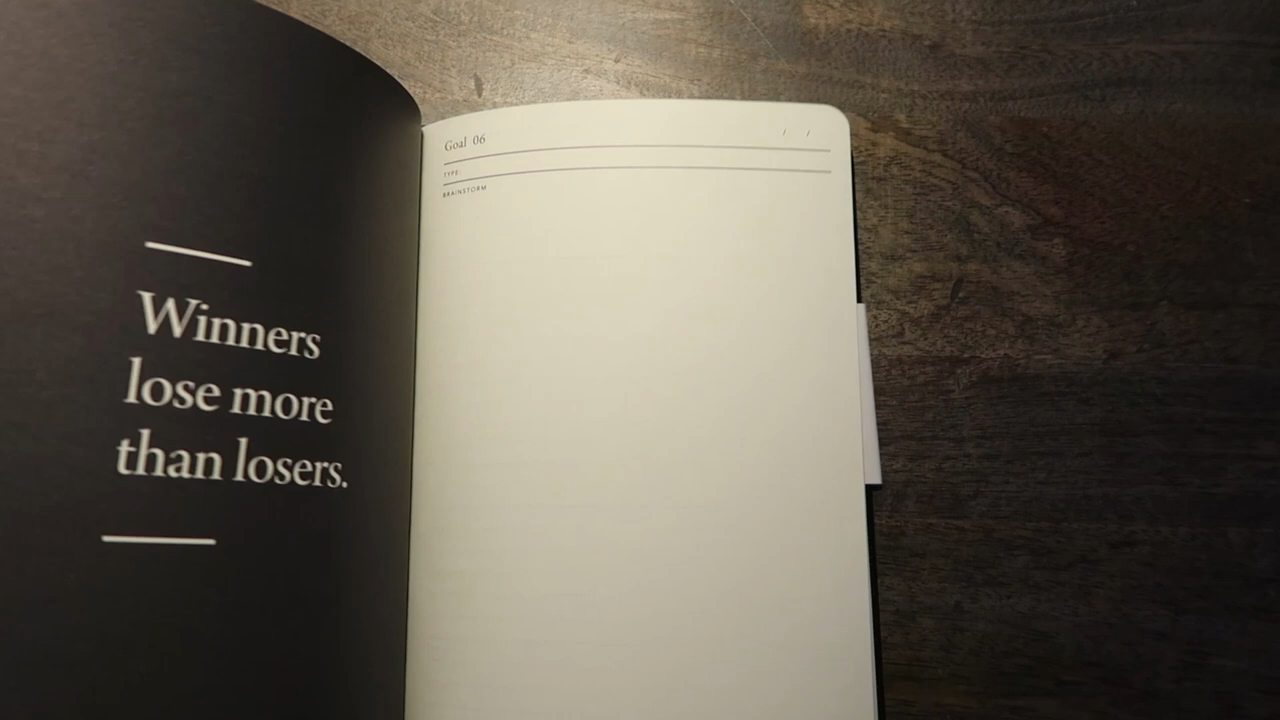 Winners
lose more
than losers.
Goal 06 / /
TYPE:
BRAINSTORM